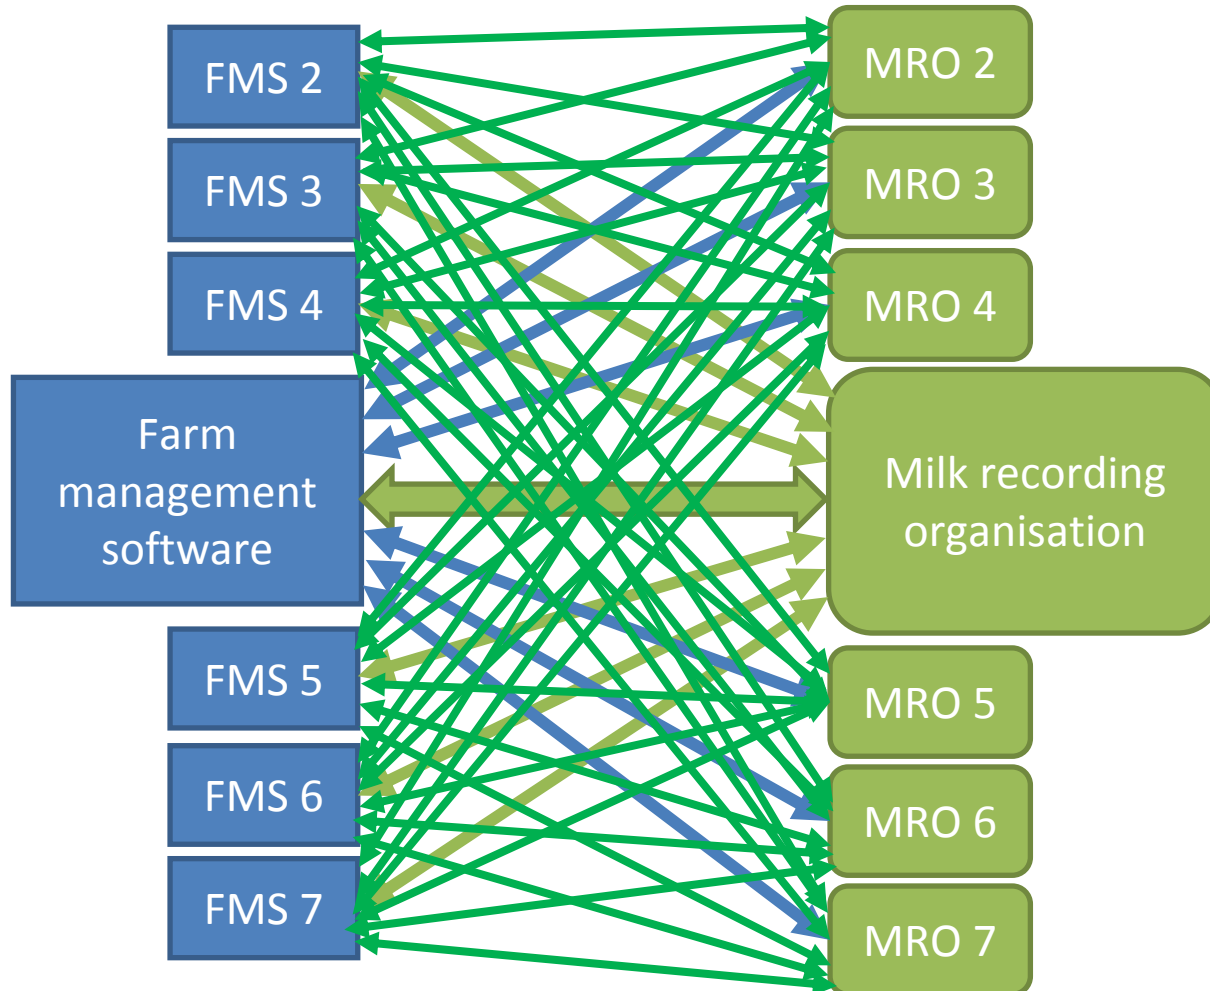 FMS 2
FMS 3
FMS 4
Farm
management
software
FMS 5
FMS 6
FMS 7
MRO 2
MRO 3
MRO 4
Milk recording
organisation
MRO 5
MRO 6
MRO 7